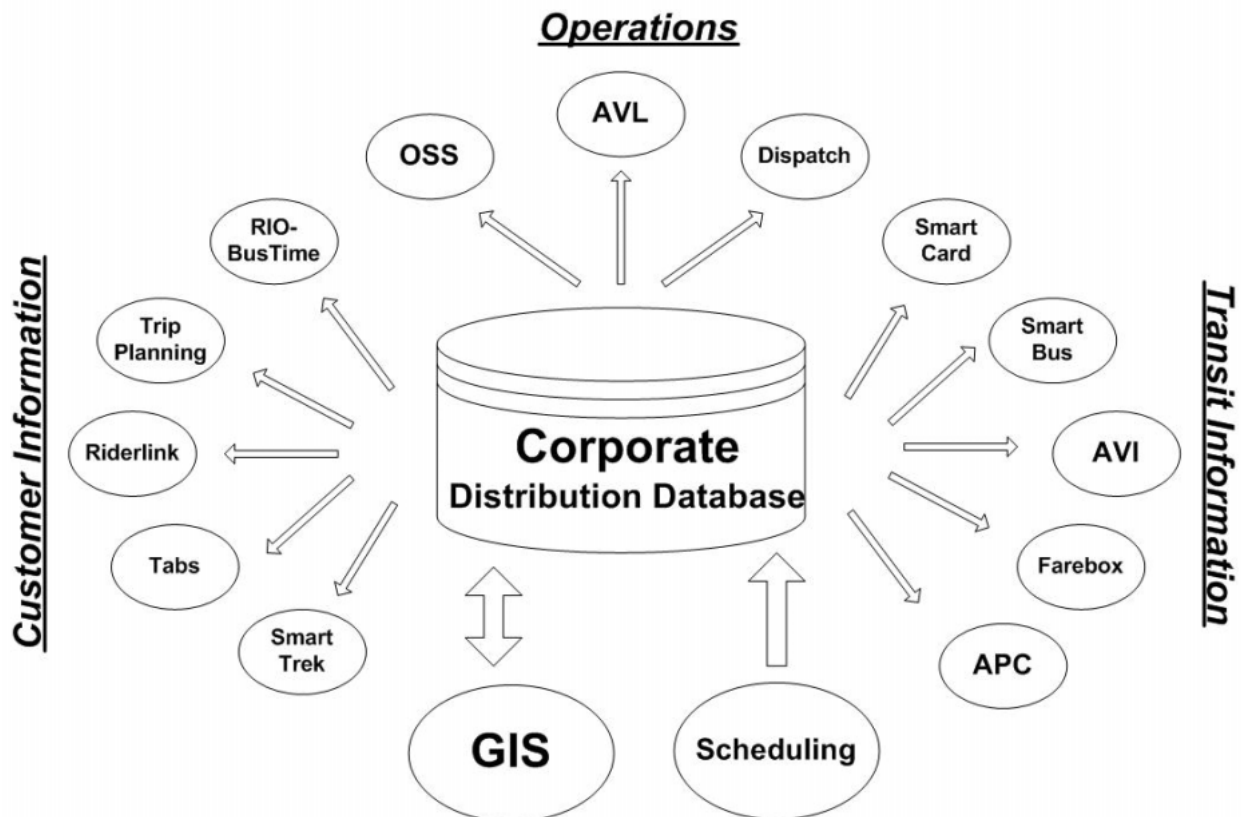 Operations
AVL
OSS
Dispatch
RIO-
BusTime
Smart
Card
Customer Information
Transit Information
Trip
Planning
Smart
Bus
Riderlink
AVI
Corporate
Distribution Database
Tabs
Farebox
Smart
Trek
APC
GIS
Scheduling